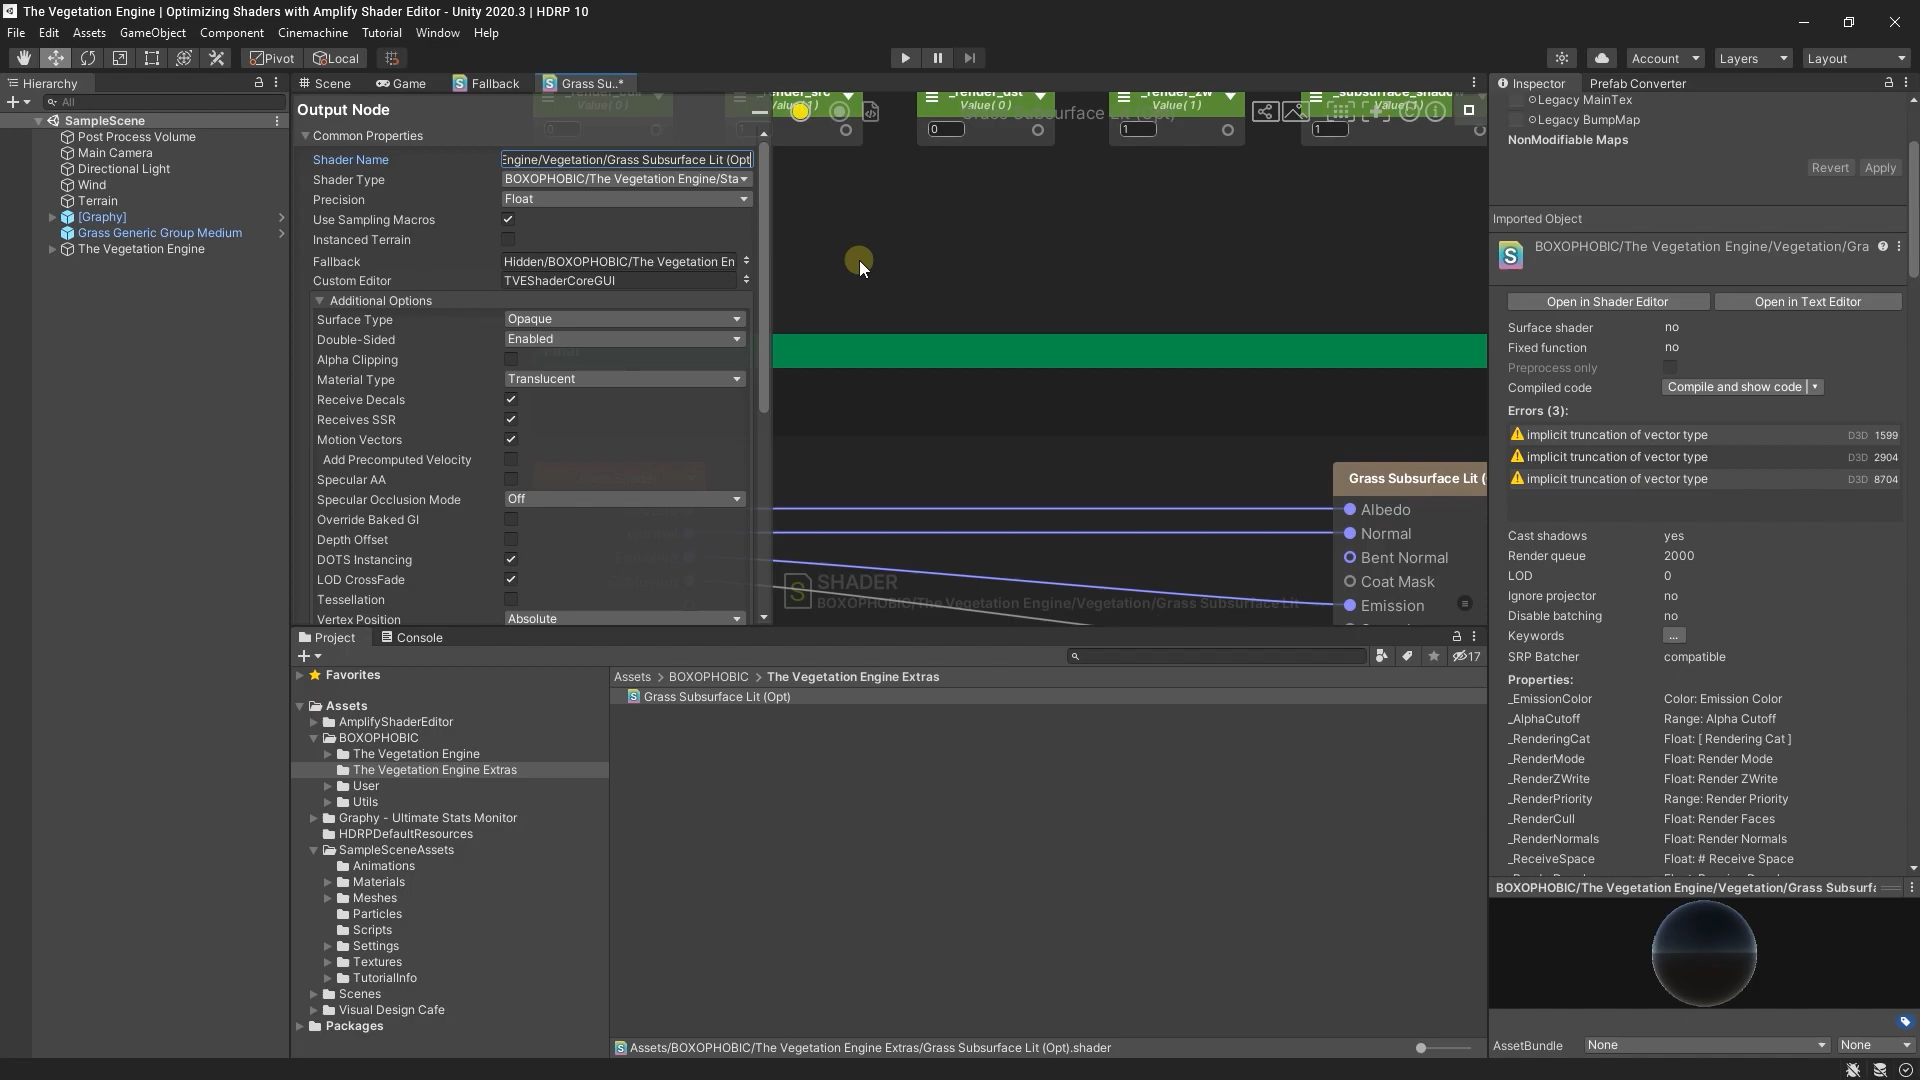 The Vegetation Engine | Optimizing Shaders with Amplify Shader Editor - Unity 2020.3 | HDRP 10
File Edit Assets GameObject Component Cinemachine Tutorial Window Help
Pivot Local
Account Layers Layout
Hierarchy
All
SampleScene
Post Process Volume
Main Camera
Directional Light
Wind
Terrain
[Graphy]
Grass Generic Group Medium
The Vegetation Engine
Scene Game Fallback Grass Su..*
Output Node
Common Properties
Shader Name Engine/Vegetation/Grass Subsurface Lit (Opt
Shader Type BOXOPHOBIC/The Vegetation Engine/Sta
Precision Float
Use Sampling Macros
Instanced Terrain
Fallback Hidden/BOXOPHOBIC/The Vegetation En
Custom Editor TVEShaderCoreGUI
Additional Options
Surface Type Opaque
Double-Sided Enabled
Alpha Clipping
Material Type Translucent
Receive Decals
Receives SSR
Motion Vectors
Add Precomputed Velocity
Specular AA
Specular Occlusion Mode Off
Override Baked GI
Depth Offset
DOTS Instancing
LOD CrossFade
Tessellation
Vertex Position Absolute
_render_src
_render_dst
Value( 0 )
0
_render_zw
Value( 1 )
1
Value( 1 )
1
Grass Subsurface Lit (Opt)
Grass Subsurface Lit (
Albedo
Normal
Bent Normal
Coat Mask
Emission
SHADER
BOXOPHOBIC/The Vegetation Engine/Vegetation/Grass Subsurface Lit
Project Console
17
Favorites
Assets
AmplifyShaderEditor
BOXOPHOBIC
The Vegetation Engine
The Vegetation Engine Extras
User
Utils
Graphy - Ultimate Stats Monitor
HDRPDefaultResources
SampleSceneAssets
Animations
Materials
Meshes
Particles
Scripts
Settings
Textures
TutorialInfo
Scenes
Visual Design Cafe
Packages
Assets > BOXOPHOBIC > The Vegetation Engine Extras
Grass Subsurface Lit (Opt)
Assets/BOXOPHOBIC/The Vegetation Engine Extras/Grass Subsurface Lit (Opt).shader
Inspector Prefab Converter
Legacy MainTex
Legacy BumpMap
NonModifiable Maps
Revert Apply
Imported Object
BOXOPHOBIC/The Vegetation Engine/Vegetation/Gra
Open in Shader Editor Open in Text Editor
Surface shader no
Fixed function no
Preprocess only
Compiled code Compile and show code
Errors (3):
implicit truncation of vector type D3D 1599
implicit truncation of vector type D3D 2904
implicit truncation of vector type D3D 8704
Cast shadows yes
Render queue 2000
LOD 0
Ignore projector no
Disable batching no
Keywords ...
SRP Batcher compatible
Properties:
_EmissionColor Color: Emission Color
_AlphaCutoff Range: Alpha Cutoff
_RenderingCat Float: [ Rendering Cat ]
_RenderMode Float: Render Mode
_RenderZWrite Float: Render ZWrite
_RenderPriority Range: Render Priority
_RenderCull Float: Render Faces
_RenderNormals Float: Render Normals
_ReceiveSpace Float: # Receive Space
BOXOPHOBIC/The Vegetation Engine/Vegetation/Grass Subsurfa
AssetBundle None None